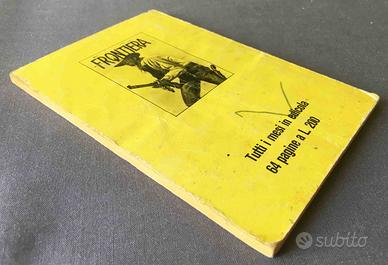 FRONTIERA
Tutti i mesi in edicola
64 pagine a L. 200
subito